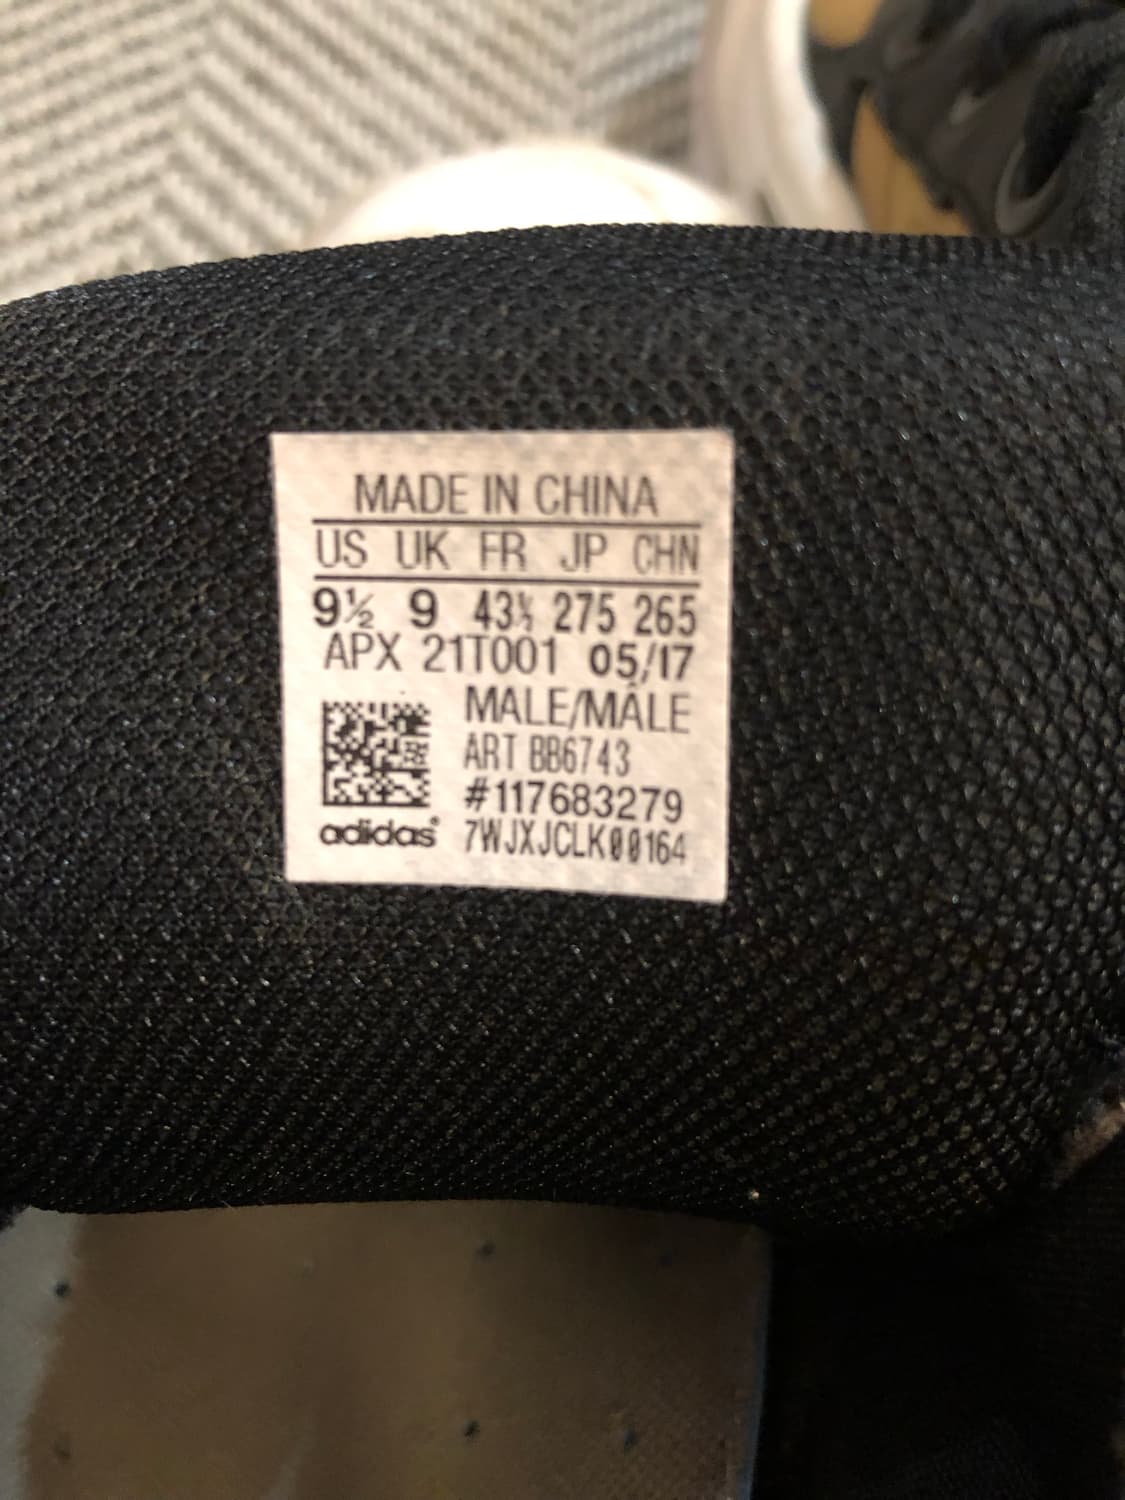 MADE IN CHINA
US UK FR JP CHN
9½ 9 43⅓ 275 265
APX 21T001 05/17
MALE/MÂLE
ART BB6743
#117683279
adidas® 7WJXJCLK00164